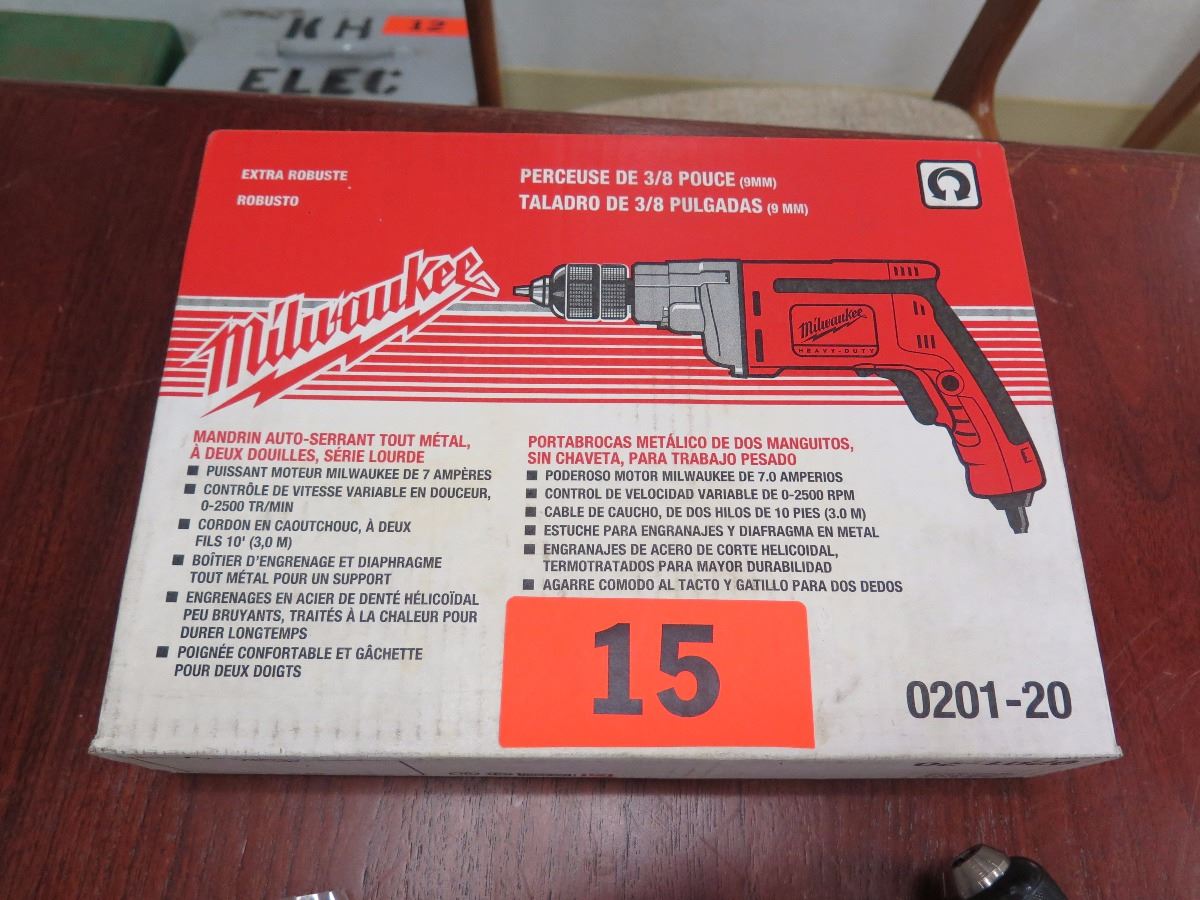 KH
12
ELEC
EXTRA ROBUSTE
ROBUSTO
PERCEUSE DE 3/8 POUCE (9MM)
TALADRO DE 3/8 PULGADAS (9 MM)
Milwaukee
Milwaukee
HEAVY-DUTY
MANDRIN AUTO-SERRANT TOUT MÉTAL,
À DEUX DOUILLES, SÉRIE LOURDE
■ PUISSANT MOTEUR MILWAUKEE DE 7 AMPÈRES
■ CONTRÔLE DE VITESSE VARIABLE EN DOUCEUR,
0-2500 TR/MIN
■ CORDON EN CAOUTCHOUC, À DEUX
FILS 10' (3,0 M)
■ BOÎTIER D'ENGRENAGE ET DIAPHRAGME
TOUT MÉTAL POUR UN SUPPORT
■ ENGRENAGES EN ACIER DE DENTÉ HÉLICOÏDAL
PEU BRUYANTS, TRAITÉS À LA CHALEUR POUR
DURER LONGTEMPS
■ POIGNÉE CONFORTABLE ET GÂCHETTE
POUR DEUX DOIGTS
PORTABROCAS METÁLICO DE DOS MANGUITOS,
SIN CHAVETA, PARA TRABAJO PESADO
■ PODEROSO MOTOR MILWAUKEE DE 7.0 AMPERIOS
■ CONTROL DE VELOCIDAD VARIABLE DE 0-2500 RPM
■ CABLE DE CAUCHO, DE DOS HILOS DE 10 PIES (3.0 M)
■ ESTUCHE PARA ENGRANAJES Y DIAFRAGMA EN METAL
■ ENGRANAJES DE ACERO DE CORTE HELICOIDAL,
TERMOTRATADOS PARA MAYOR DURABILIDAD
■ AGARRE COMODO AL TACTO Y GATILLO PARA DOS DEDOS
15
0201-20